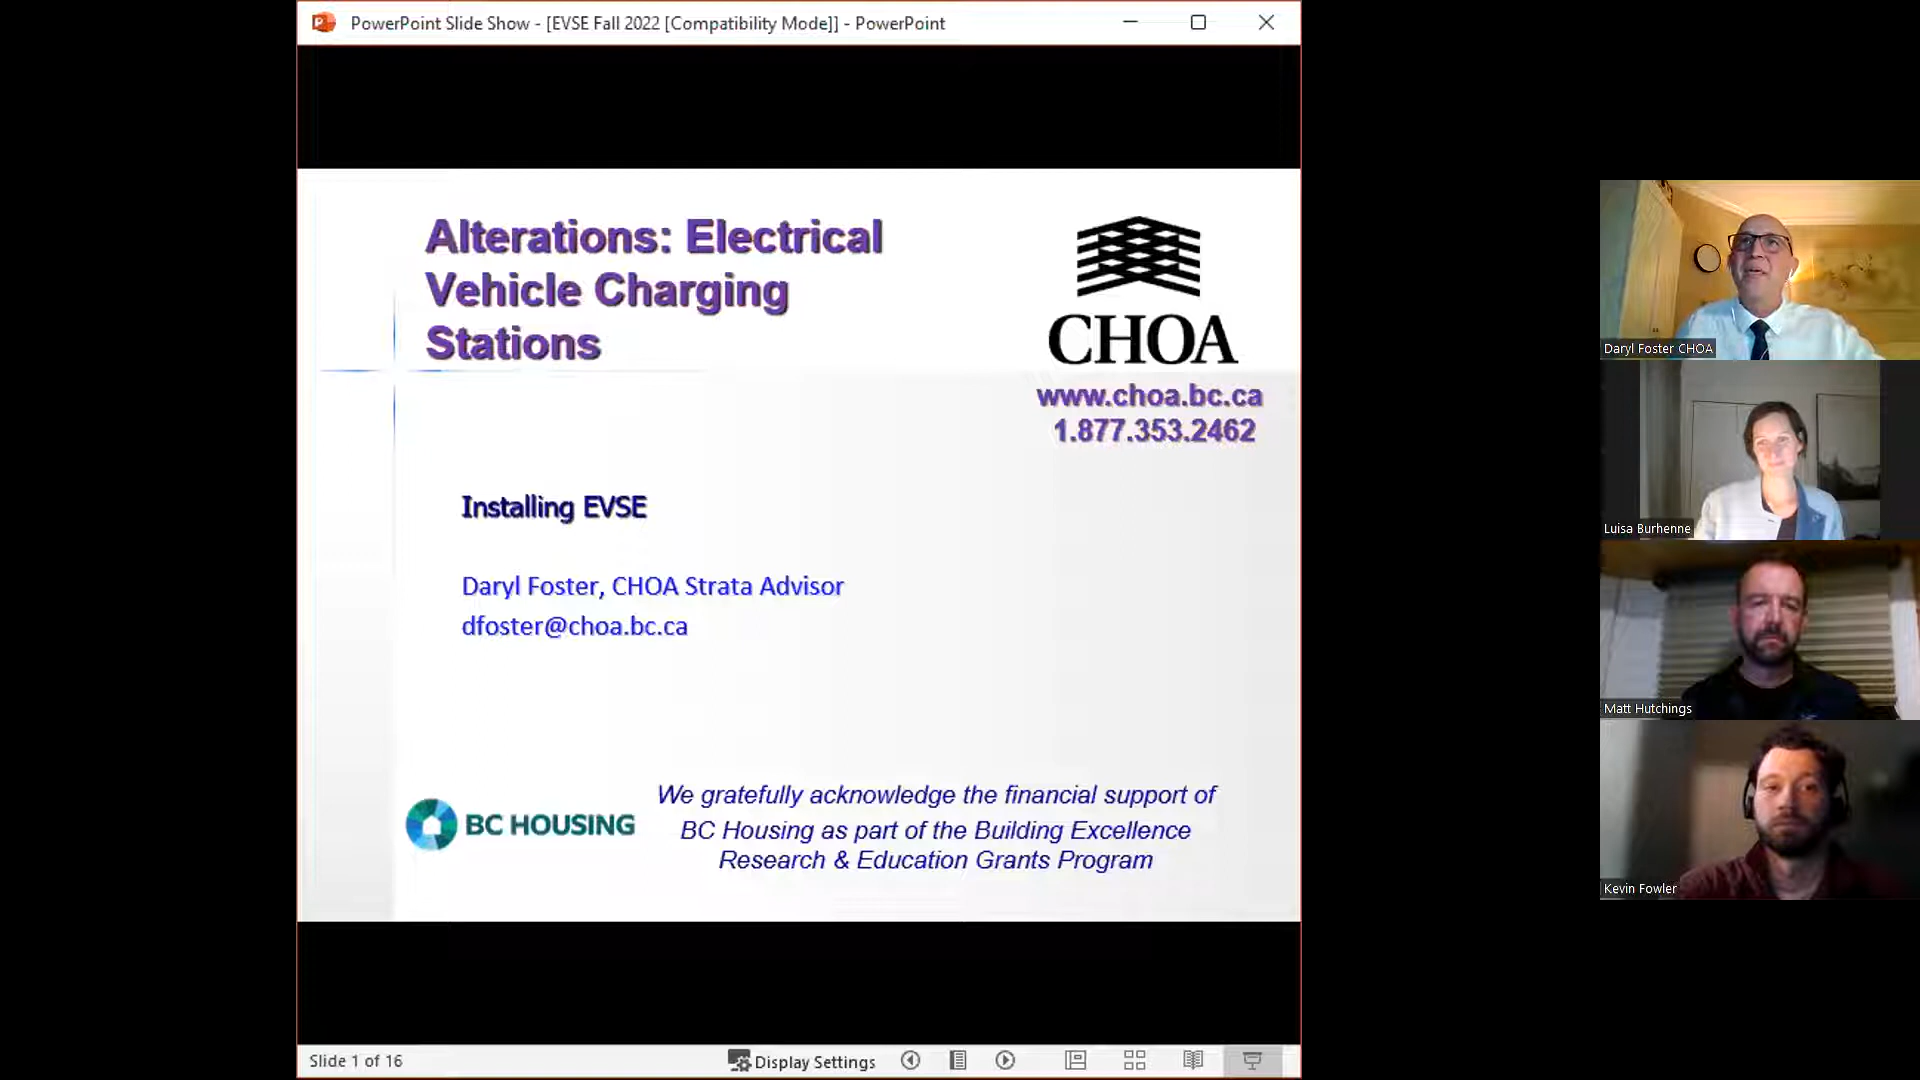 PowerPoint Slide Show - [EVSE Fall 2022 [Compatibility Mode]] - PowerPoint
Alterations: Electrical
Vehicle Charging
Stations
CHOA
www.choa.bc.ca
1.877.353.2462
Installing EVSE
Daryl Foster, CHOA Strata Advisor
dfoster@choa.bc.ca
BC HOUSING
We gratefully acknowledge the financial support of
BC Housing as part of the Building Excellence
Research & Education Grants Program
Slide 1 of 16
Display Settings
Daryl Foster CHOA
Luisa Burhenne
Matt Hutchings
Kevin Fowler